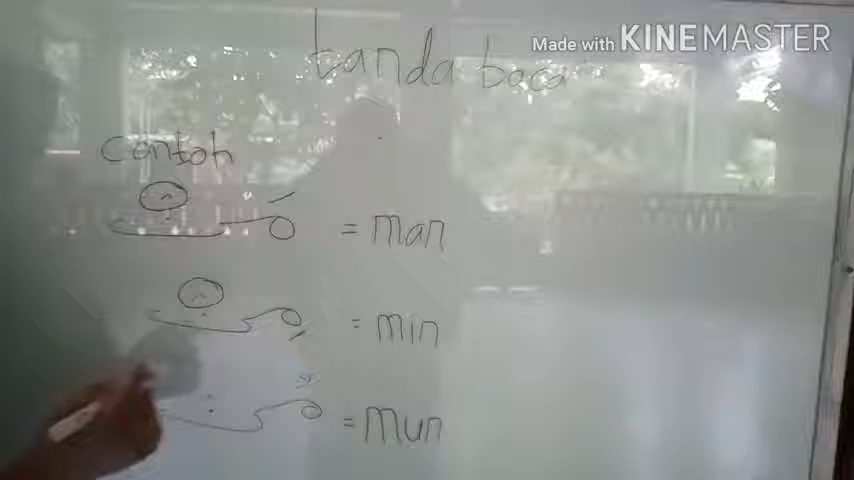 Made with KINEMASTER
tanda baca
Contoh
مَنْ = man
مِنْ = min
مُن = mun